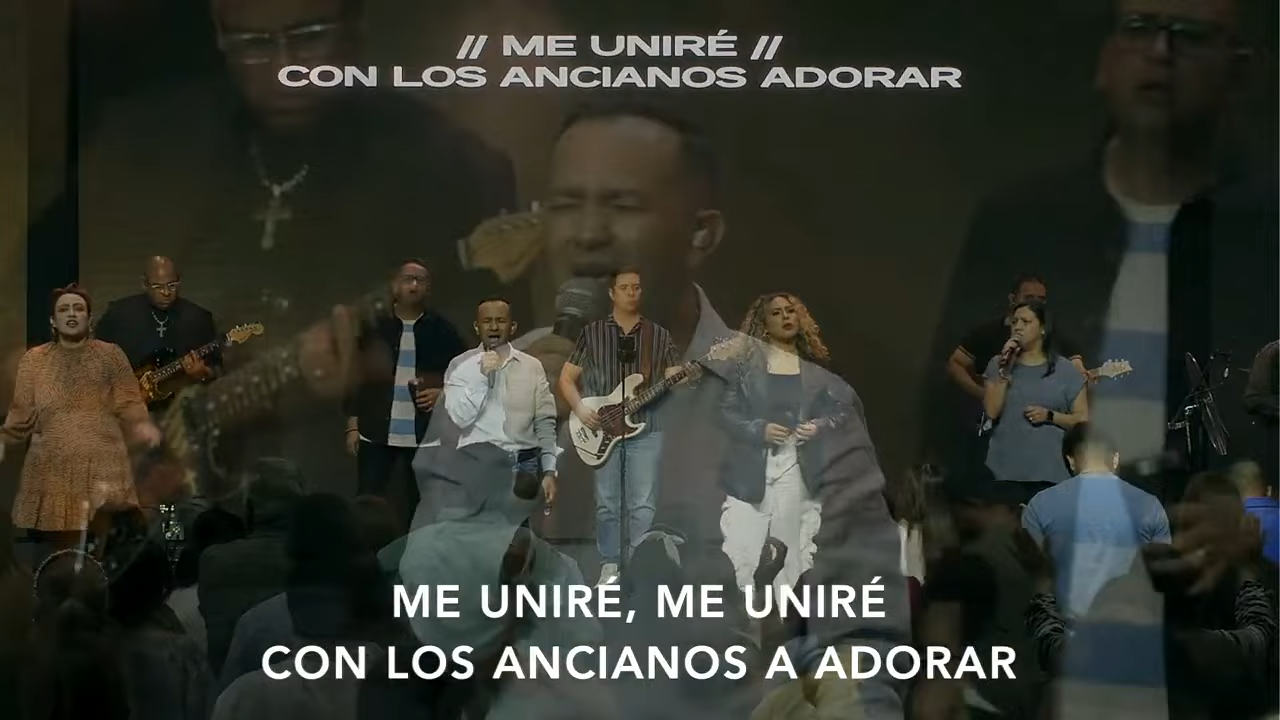 // ME UNIRÉ //
CON LOS ANCIANOS ADORAR
ME UNIRÉ, ME UNIRÉ
CON LOS ANCIANOS A ADORAR